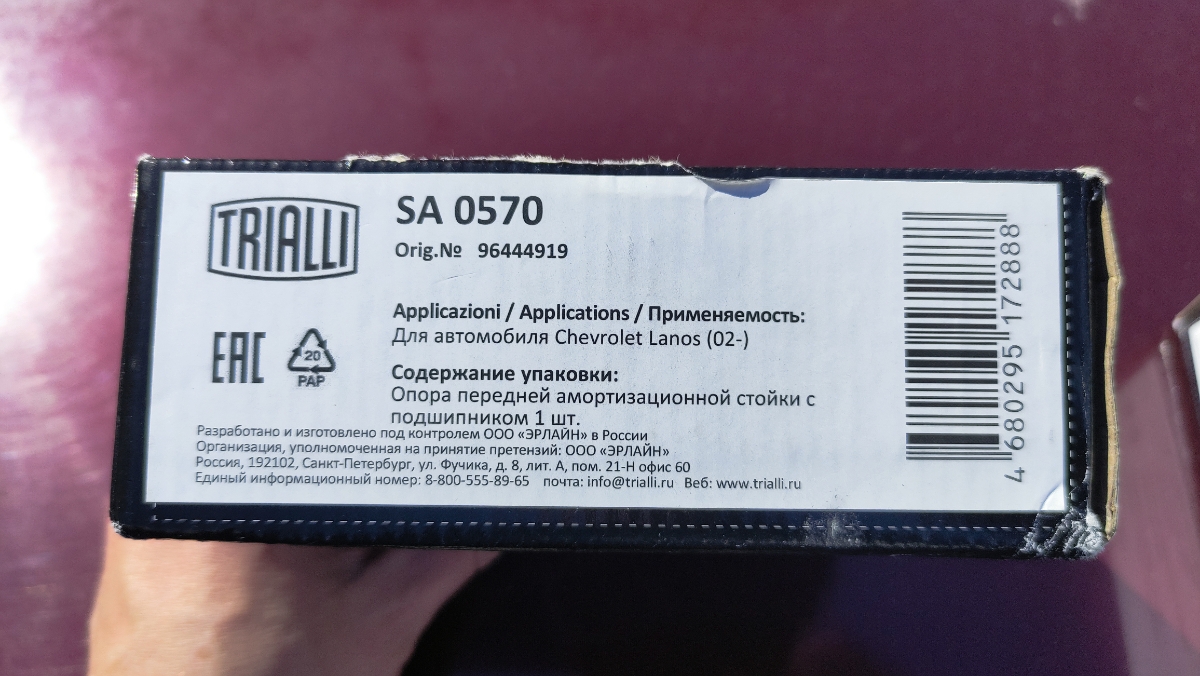 TRIALLI
SA 0570
Orig.№ 96444919
Applicazioni / Applications / Применяемость:
Для автомобиля Chevrolet Lanos (02-)
EAC
20
PAP
Содержание упаковки:
Опора передней амортизационной стойки с
подшипником 1 шт.
Разработано и изготовлено под контролем ООО «ЭРЛАЙН» в России
Организация, уполномоченная на принятие претензий: ООО «ЭРЛАЙН»
Россия, 192102, Санкт-Петербург, ул. Фучика, д. 8, лит. А, пом. 21-Н офис 60
Единый информационный номер: 8-800-555-89-65 почта: info@trialli.ru Веб: www.trialli.ru
4 680295 172888